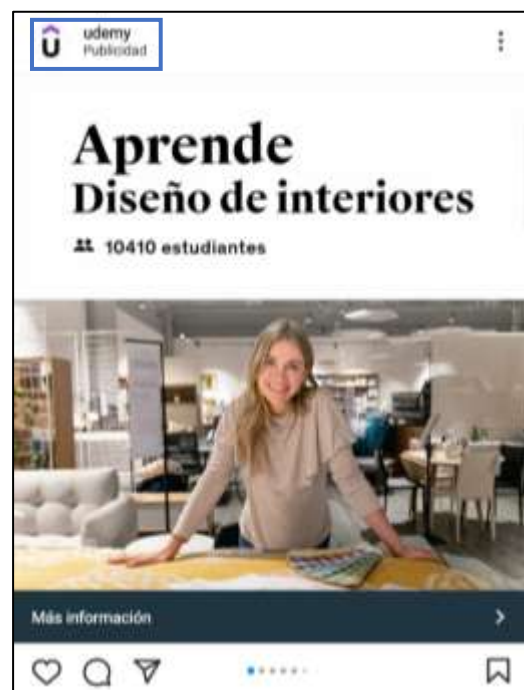 udemy
Publicidad
Aprende
Diseño de interiores
10410 estudiantes
Más información